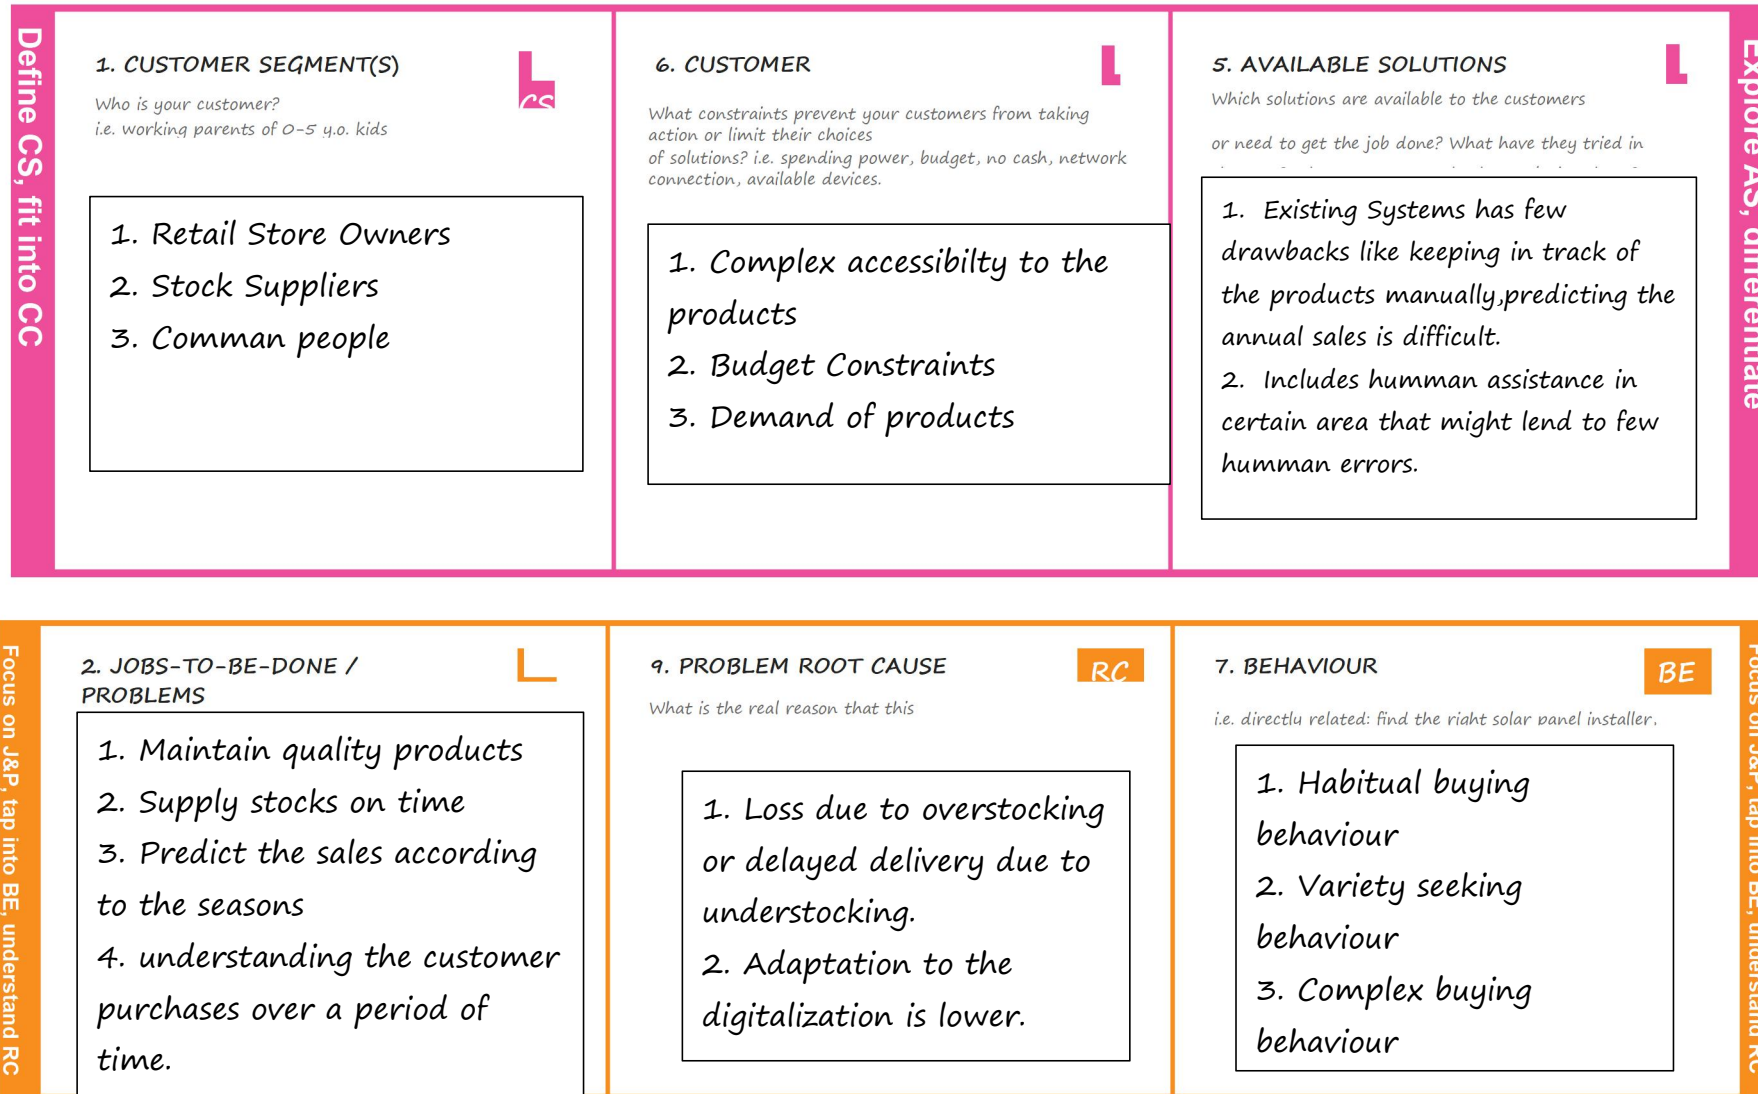 Define CS, fit into CC
1. CUSTOMER SEGMENT(S)
CS
Who is your customer?
i.e. working parents of 0-5 y.o. kids
1. Retail Store Owners
2. Stock Suppliers
3. Comman people
6. CUSTOMER
What constraints prevent your customers from taking
action or limit their choices
of solutions? i.e. spending power, budget, no cash, network
connection, available devices.
1. Complex accessibilty to the
products
2. Budget Constraints
3. Demand of products
5. AVAILABLE SOLUTIONS
Which solutions are available to the customers
or need to get the job done? What have they tried in
1. Existing Systems has few
drawbacks like keeping in track of
the products manually,predicting the
annual sales is difficult.
2. Includes humman assistance in
certain area that might lend to few
humman errors.
Explore AS, differentiate
Focus on J&P, tap into BE, understand RC
2. JOBS-TO-BE-DONE /
PROBLEMS
1. Maintain quality products
2. Supply stocks on time
3. Predict the sales according
to the seasons
4. understanding the customer
purchases over a period of
time.
9. PROBLEM ROOT CAUSE
RC
What is the real reason that this
1. Loss due to overstocking
or delayed delivery due to
understocking.
2. Adaptation to the
digitalization is lower.
7. BEHAVIOUR
BE
i.e. directly related: find the right solar panel installer,
1. Habitual buying
behaviour
2. Variety seeking
behaviour
3. Complex buying
behaviour
Focus on J&P, tap into BE, understand RC